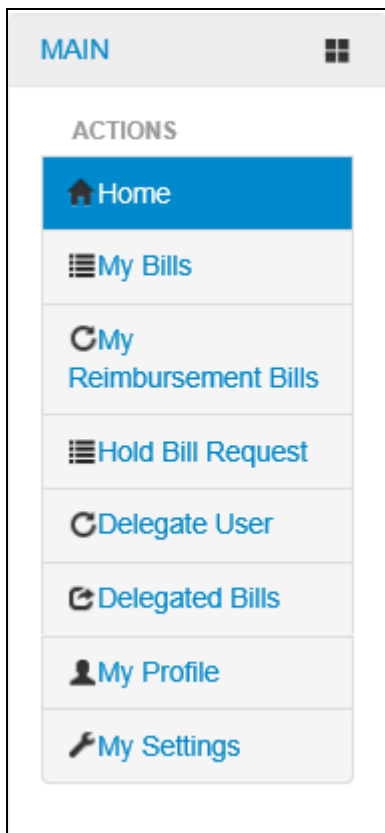 MAIN
ACTIONS
Home
My Bills
My
Reimbursement Bills
Hold Bill Request
Delegate User
Delegated Bills
My Profile
My Settings